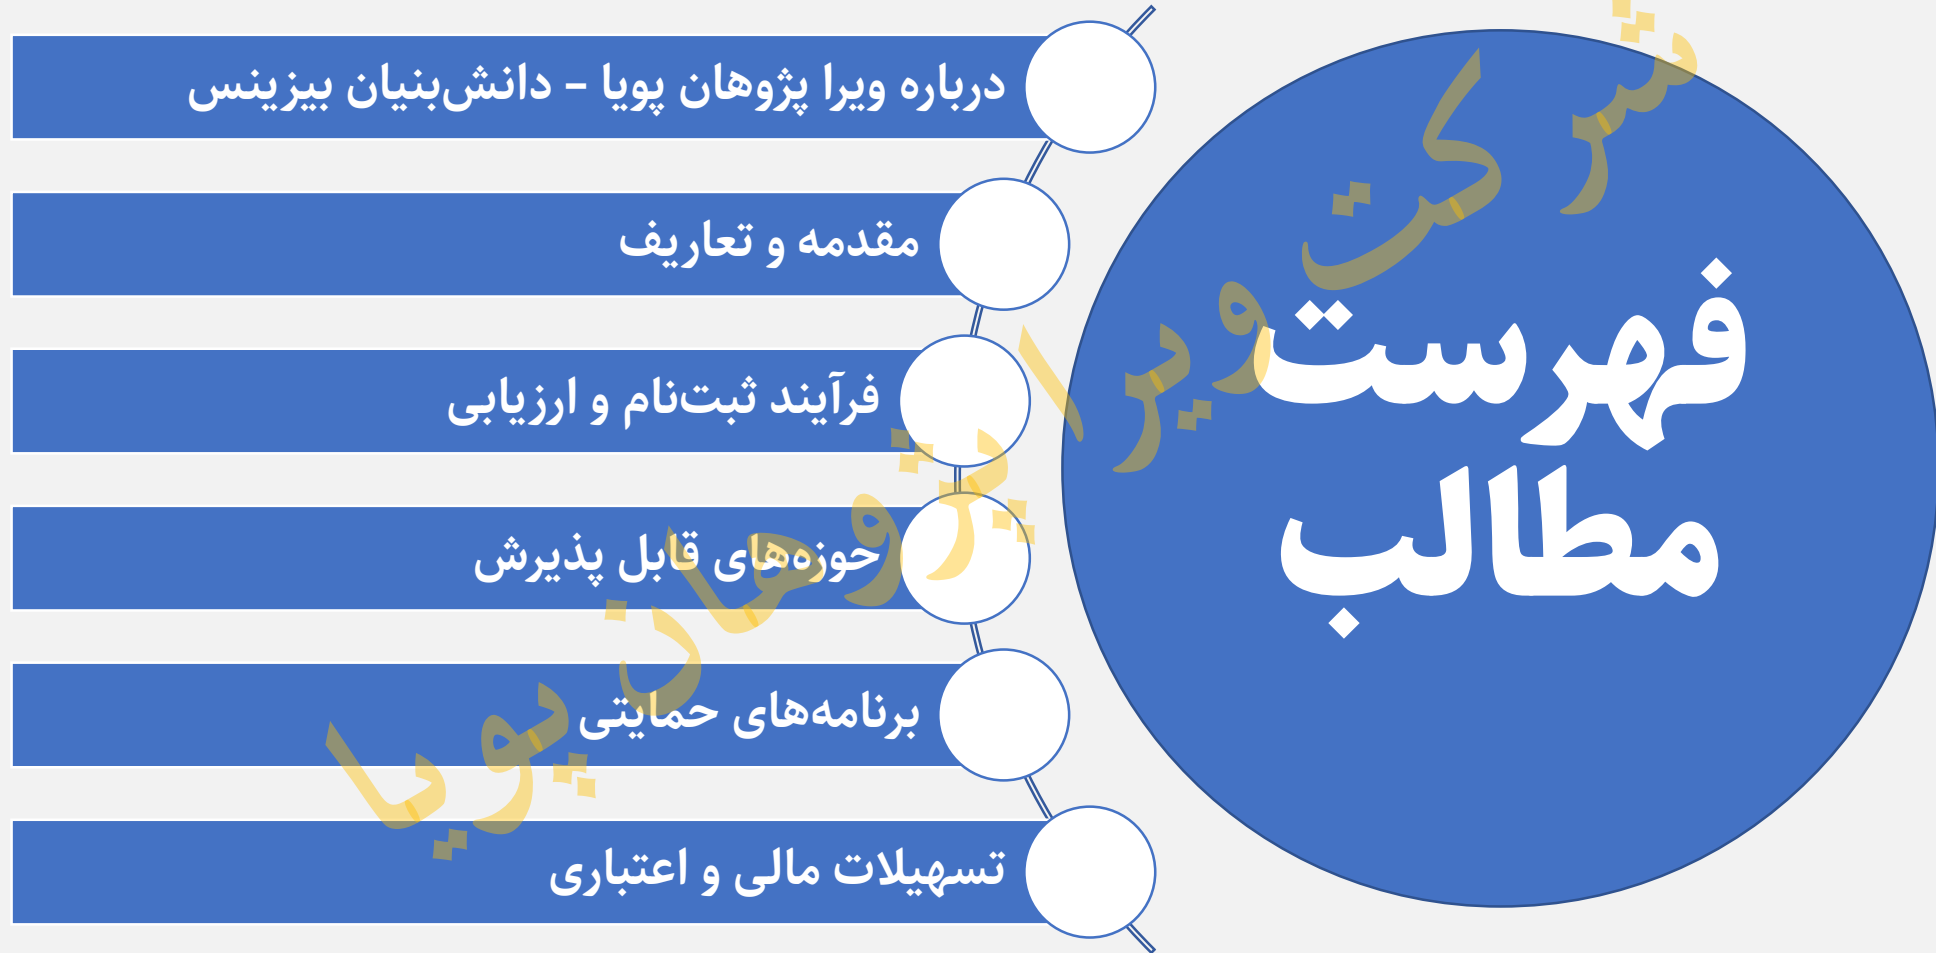 فهرست
مطالب
درباره ویرا پژوهان پویا – دانش‌بنیان بیزینس
مقدمه و تعاریف
فرآیند ثبت‌نام و ارزیابی
حوزه‌های قابل پذیرش
برنامه‌های حمایتی
تسهیلات مالی و اعتباری
شرکت ویرا پژوهان پویا